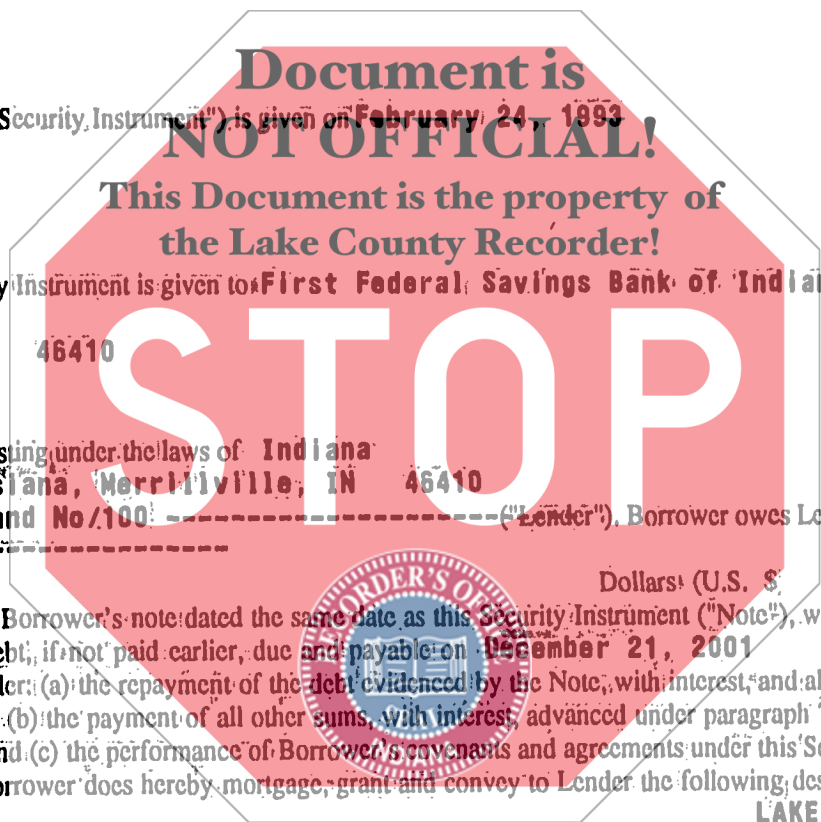 Document is
Security Instrument") is given on February 24, 1993
NOT OFFICIAL!
This Document is the property of
the Lake County Recorder!
y Instrument is given to First Federal Savings Bank of Indian
46410
STOP
sting under the laws of Indiana
iana, Merrillville, IN 46410
nd No/100 ------------------------("Lender"). Borrower owes Le
----------------
Dollars (U.S. $
RECORDER'S OFFICE
Borrower's note dated the same date as this Security Instrument ("Note"), w
ebt, if not paid earlier, due and payable on December 21, 2001
der: (a) the repayment of the debt evidenced by the Note, with interest, and al
(b) the payment of all other sums, with interest, advanced under paragraph
nd (c) the performance of Borrower's covenants and agreements under this Se
orrower does hereby mortgage, grant and convey to Lender the following des
LAKE